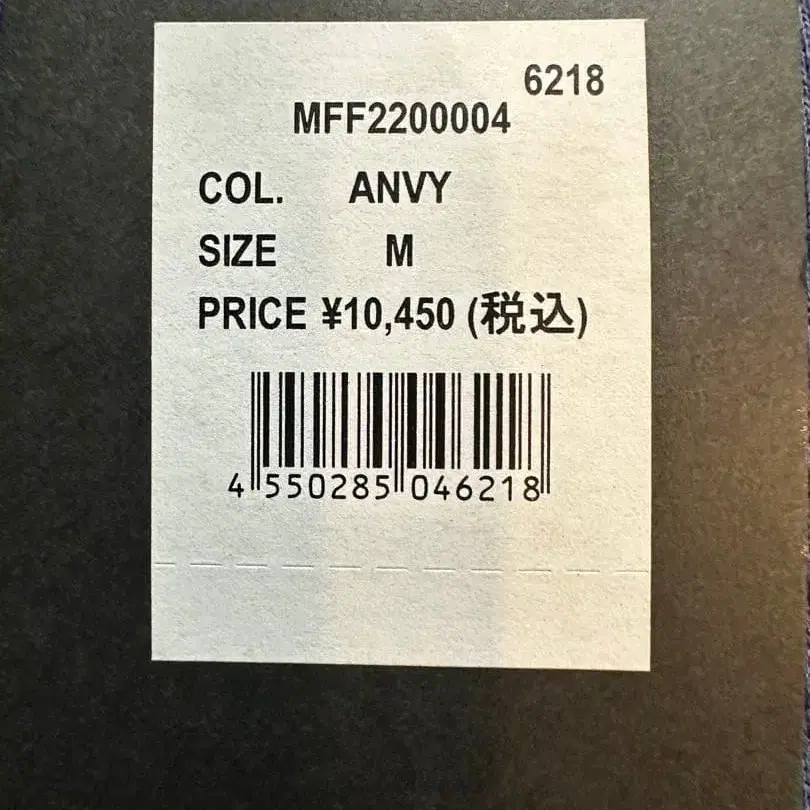 6218
MFF2200004
COL. ANVY
SIZE M
PRICE ¥10,450 (税込)
4 550285 046218